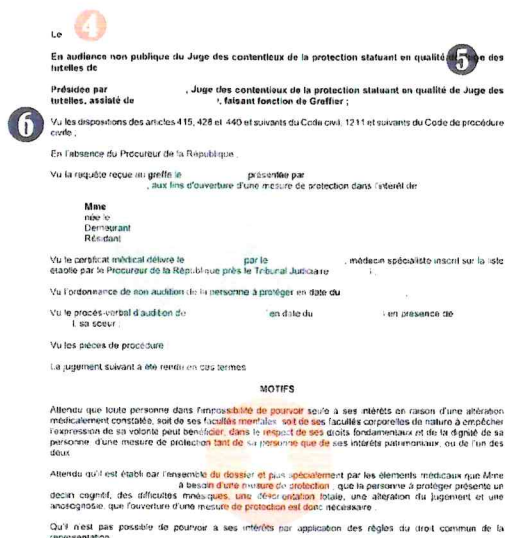 4
Le
En audience non publique du Juge des contentieux de la protection statuant en qualité de Juge des
5
tutelles de
Présidée par , Juge des contentieux de la protection statuant en qualité de Juge des
tutelles, assisté de , faisant fonction de Greffier ;
6
Vu les dispositions des articles 415, 428 et 440 et suivants du Code civil, 1211 et suivants du Code de procédure
civile ;
En l'absence du Procureur de la République ,
Vu la requête reçue au greffe le présentée par
, aux fins d'ouverture d'une mesure de protection dans l'intérêt de
Mme
née le
Demeurant
Résidant
Vu le certificat médical délivré le par le , médecin spécialiste inscrit sur la liste
établie par le Procureur de la République près le Tribunal Judiciaire
Vu l'ordonnance de non audition de la personne à protéger en date du
Vu le procès-verbal d'audition de en date du en présence de
sa soeur
Vu les pièces de procédure
Le jugement suivant a été rendu en ces termes
MOTIFS
Attendu que toute personne dans l'impossibilité de pourvoir seule à ses intérêts en raison d'une altération
médicalement constatée, soit de ses facultés mentales, soit de ses facultés corporelles de nature à empêcher
l'expression de sa volonté peut bénéficier, dans le respect de ses droits fondamentaux et de la dignité de sa
personne, d'une mesure de protection tant de sa personne que de ses intérêts patrimoniaux, ou de l'un des
deux
Attendu qu'il est établi par l'ensemble du dossier et plus spécialement par les éléments médicaux que Mme
a besoin d'une mesure de protection , que la personne à protéger présente un
déclin cognitif, des difficultés mnésiques, une désorientation totale, une altération du jugement et une
anosognosie, que l'ouverture d'une mesure de protection est donc nécessaire .
Qu'il n'est pas possible de pourvoir à ses intérêts par application des règles du droit commun de la
représentation